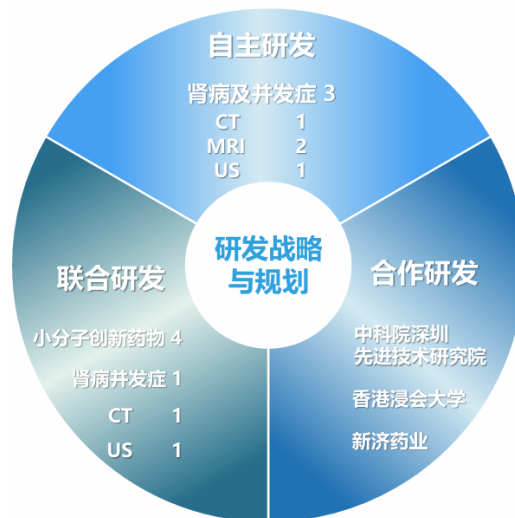 自主研发
肾病及并发症 3
CT 1
MRI 2
US 1
研发战略
与规划
联合研发
小分子创新药物 4
肾病并发症 1
CT 1
US 1
合作研发
中科院深圳
先进技术研究院
香港浸会大学
新济药业